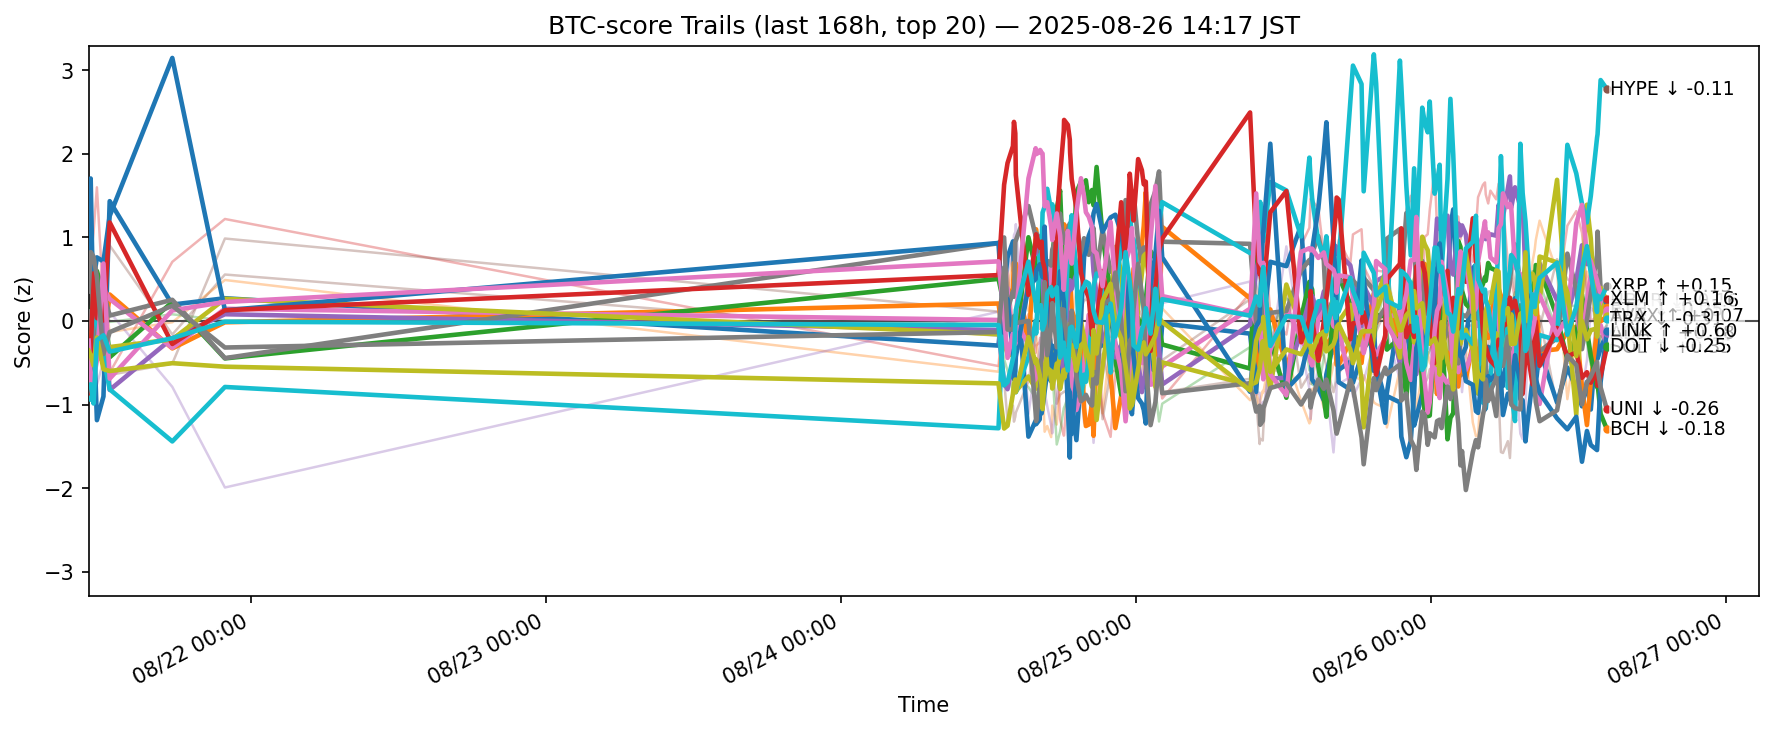 BTC-score Trails (last 168h, top 20) — 2025-08-26 14:17 JST
Score (z)
3
2
1
0
−1
−2
−3
HYPE ↓ -0.11
XRP ↑ +0.15
XLM ↑ +0.16
TRX ↓ -0.31
LINK ↑ +0.60
DOT ↓ -0.25
UNI ↓ -0.26
BCH ↓ -0.18
08/22 00:00
08/23 00:00
08/24 00:00
08/25 00:00
08/26 00:00
08/27 00:00
Time